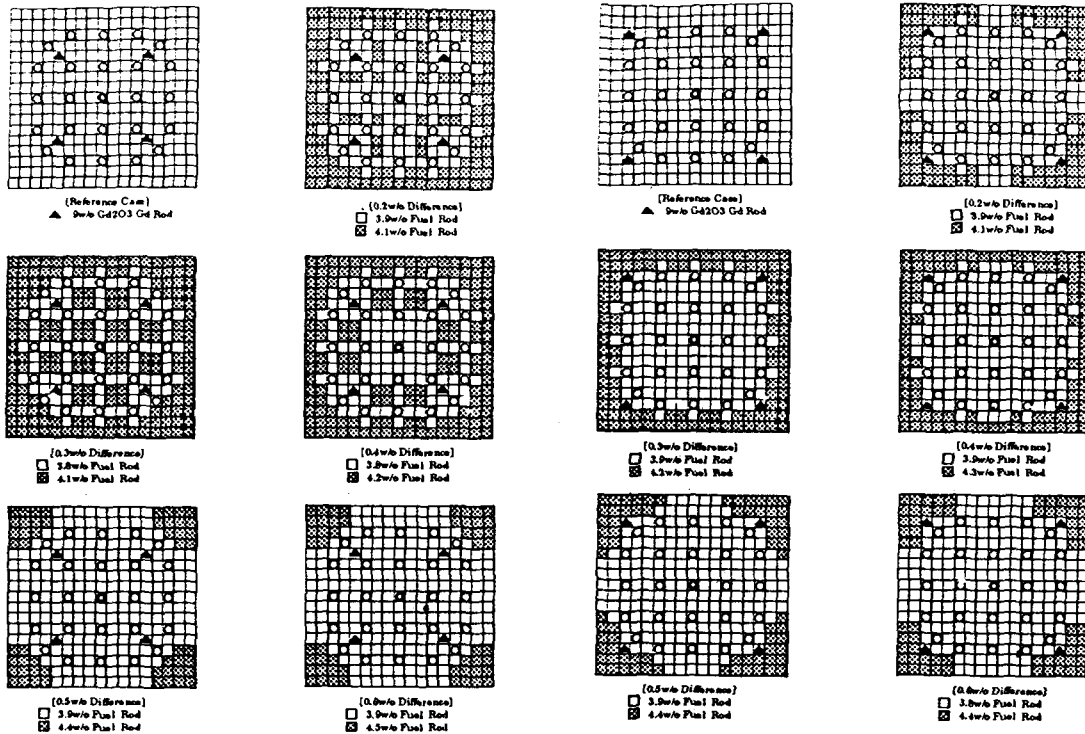 [Reference Case]
9w/o Gd2O3 Gd Rod
[0.2w/o Difference]
3.9w/o Fuel Rod
4.1w/o Fuel Rod
[Reference Case]
9w/o Gd2O3 Gd Rod
[0.2w/o Difference]
3.9w/o Fuel Rod
4.1w/o Fuel Rod
[0.3w/o Difference]
3.8w/o Fuel Rod
4.1w/o Fuel Rod
[0.4w/o Difference]
3.8w/o Fuel Rod
4.2w/o Fuel Rod
[0.3w/o Difference]
3.9w/o Fuel Rod
4.2w/o Fuel Rod
[0.4w/o Difference]
3.9w/o Fuel Rod
4.3w/o Fuel Rod
[0.5w/o Difference]
3.9w/o Fuel Rod
4.4w/o Fuel Rod
[0.6w/o Difference]
3.9w/o Fuel Rod
4.5w/o Fuel Rod
[0.5w/o Difference]
3.9w/o Fuel Rod
4.4w/o Fuel Rod
[0.6w/o Difference]
3.8w/o Fuel Rod
4.4w/o Fuel Rod